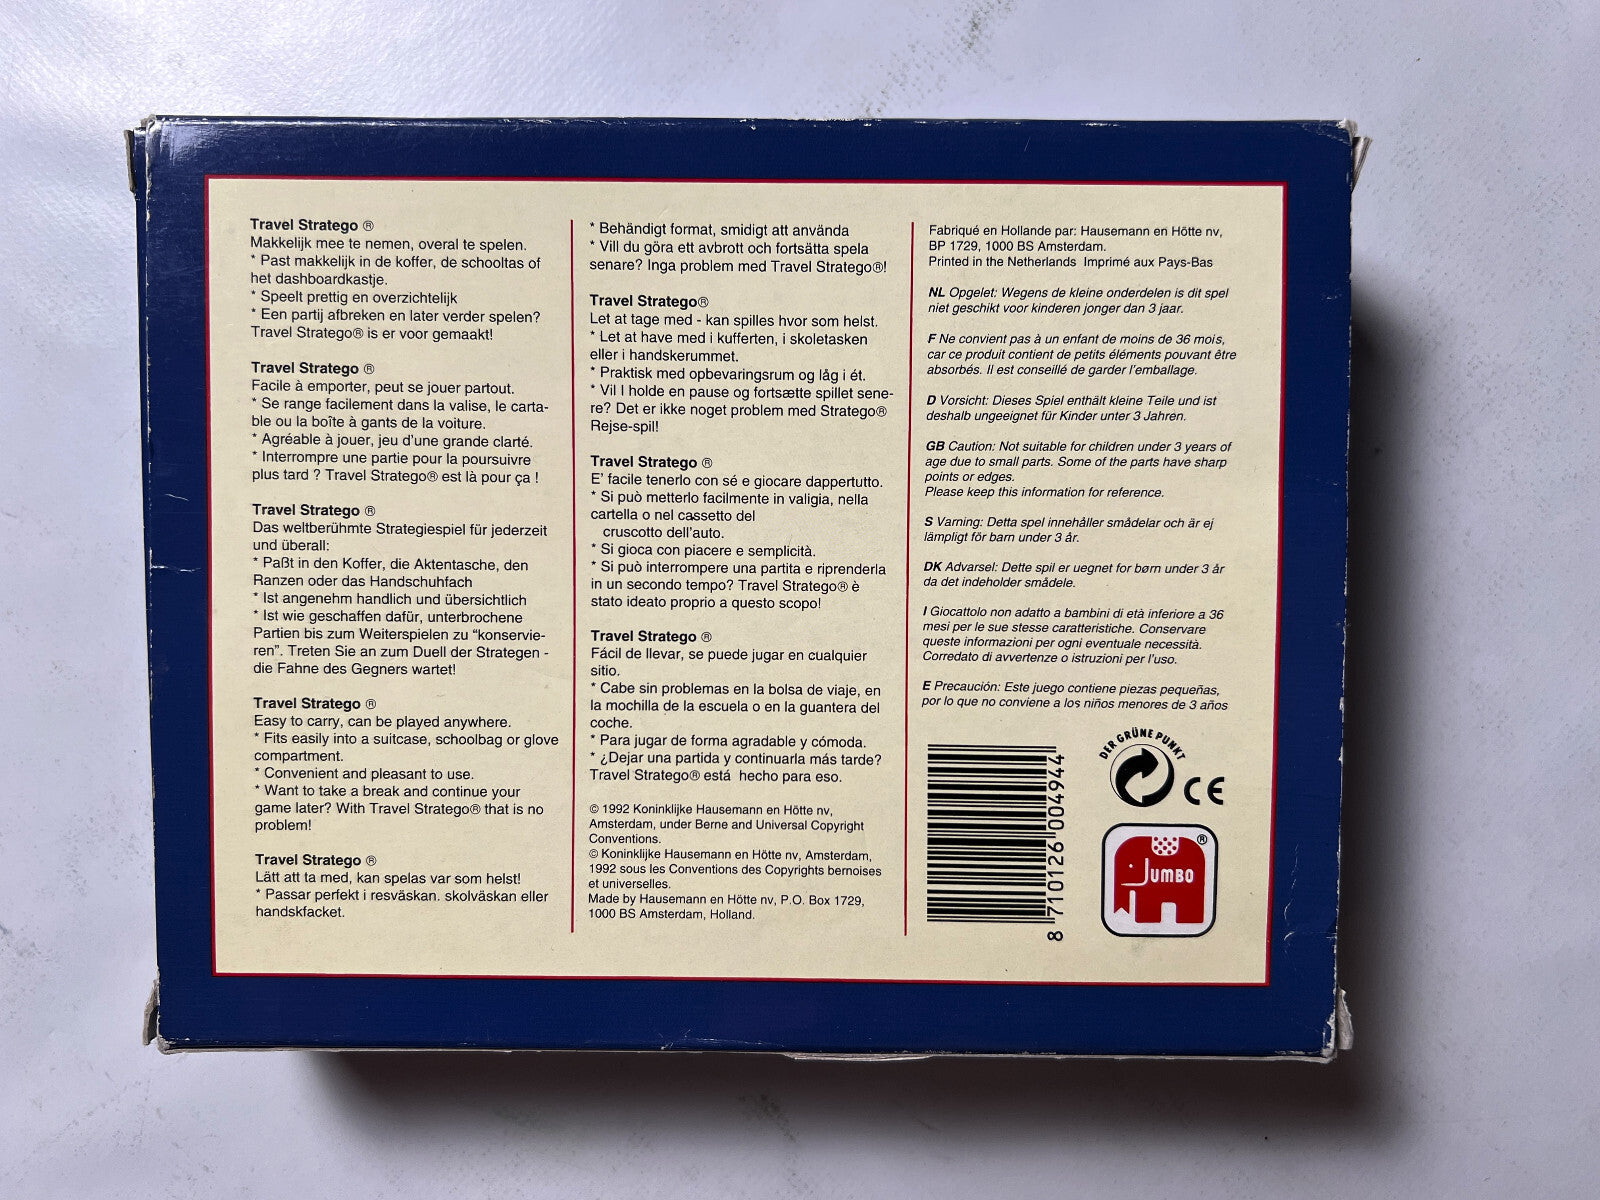 Travel Stratego ®
Makkelijk mee te nemen, overal te spelen.
* Past makkelijk in de koffer, de schooltas of
het dashboardkastje.
* Speelt prettig en overzichtelijk
* Een partij afbreken en later verder spelen?
Travel Stratego® is er voor gemaakt!
Travel Stratego ®
Facile à emporter, peut se jouer partout.
* Se range facilement dans la valise, le carta-
ble ou la boîte à gants de la voiture.
* Agréable à jouer, jeu d'une grande clarté.
* Interrompre une partie pour la poursuivre
plus tard ? Travel Stratego® est là pour ça !
Travel Stratego ®
Das weltberühmte Strategiespiel für jederzeit
und überall:
* Paßt in den Koffer, die Aktentasche, den
Ranzen oder das Handschuhfach
* Ist angenehm handlich und übersichtlich
* Ist wie geschaffen dafür, unterbrochene
Partien bis zum Weiterspielen zu “konservie-
ren”. Treten Sie an zum Duell der Strategen -
die Fahne des Gegners wartet!
Travel Stratego ®
Easy to carry, can be played anywhere.
* Fits easily into a suitcase, schoolbag or glove
compartment.
* Convenient and pleasant to use.
* Want to take a break and continue your
game later? With Travel Stratego® that is no
problem!
Travel Stratego ®
Lätt att ta med, kan spelas var som helst!
* Passar perfekt i resväskan. skolväskan eller
handskfacket.
* Behändigt format, smidigt att använda
* Vill du göra ett avbrott och fortsätta spela
senare? Inga problem med Travel Stratego®!
Travel Stratego®
Let at tage med - kan spilles hvor som helst.
* Let at have med i kufferten, i skoletasken
eller i handskerummet.
* Praktisk med opbevaringsrum og låg i ét.
* Vil I holde en pause og fortsætte spillet sene-
re? Det er ikke noget problem med Stratego®
Rejse-spil!
Travel Stratego ®
E' facile tenerlo con sé e giocare dappertutto.
* Si può metterlo facilmente in valigia, nella
cartella o nel cassetto del
cruscotto dell'auto.
* Si gioca con piacere e semplicità.
* Si può interrompere una partita e riprenderla
in un secondo tempo? Travel Stratego® è
stato ideato proprio a questo scopo!
Travel Stratego ®
Fácil de llevar, se puede jugar en cualquier
sitio.
* Cabe sin problemas en la bolsa de viaje, en
la mochilla de la escuela o en la guantera del
coche.
* Para jugar de forma agradable y cómoda.
* ¿Dejar una partida y continuarla más tarde?
Travel Stratego® está hecho para eso.
© 1992 Koninklijke Hausemann en Hötte nv,
Amsterdam, under Berne and Universal Copyright
Conventions.
© Koninklijke Hausemann en Hötte nv, Amsterdam,
1992 sous les Conventions des Copyrights bernoises
et universelles.
Made by Hausemann en Hötte nv, P.O. Box 1729,
1000 BS Amsterdam, Holland.
Fabriqué en Hollande par: Hausemann en Hötte nv,
BP 1729, 1000 BS Amsterdam.
Printed in the Netherlands Imprimé aux Pays-Bas
NL Opgelet: Wegens de kleine onderdelen is dit spel
niet geschikt voor kinderen jonger dan 3 jaar.
F Ne convient pas à un enfant de moins de 36 mois,
car ce produit contient de petits éléments pouvant être
absorbés. Il est conseillé de garder l'emballage.
D Vorsicht: Dieses Spiel enthält kleine Teile und ist
deshalb ungeeignet für Kinder unter 3 Jahren.
GB Caution: Not suitable for children under 3 years of
age due to small parts. Some of the parts have sharp
points or edges.
Please keep this information for reference.
S Varning: Detta spel innehåller smådelar och är ej
lämpligt för barn under 3 år.
DK Advarsel: Dette spil er uegnet for børn under 3 år
da det indeholder smådele.
I Giocattolo non adatto a bambini di età inferiore a 36
mesi per le sue stesse caratteristiche. Conservare
queste informazioni per ogni eventuale necessità.
Corredato di avvertenze o istruzioni per l'uso.
E Precaución: Este juego contiene piezas pequeñas,
por lo que no conviene a los niños menores de 3 años
8 710126 004944
DER GRÜNE PUNKT
CE
JUMBO ®